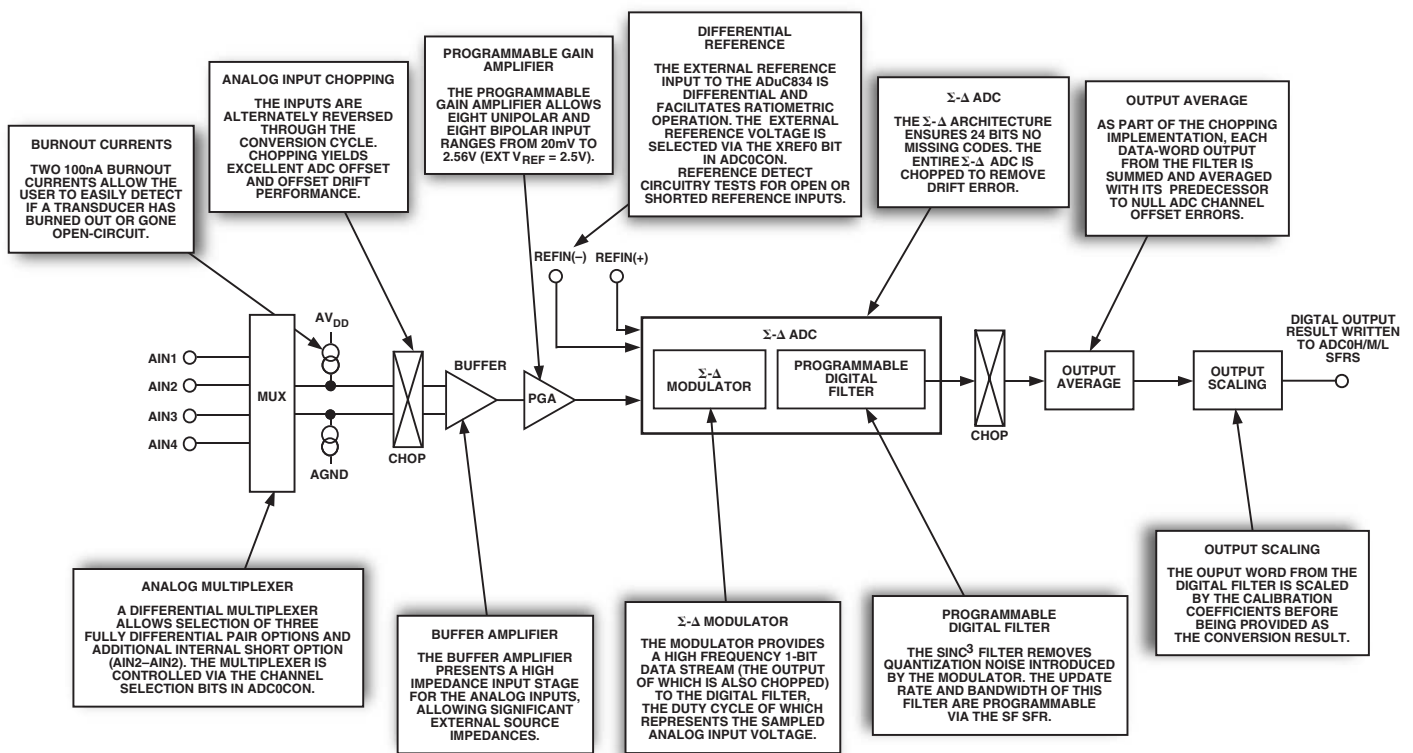 DIFFERENTIAL
REFERENCE
THE EXTERNAL REFERENCE
INPUT TO THE ADuC834 IS
DIFFERENTIAL AND
FACILITATES RATIOMETRIC
OPERATION. THE EXTERNAL
REFERENCE VOLTAGE IS
SELECTED VIA THE XREF0 BIT
IN ADC0CON.
REFERENCE DETECT
CIRCUITRY TESTS FOR OPEN OR
SHORTED REFERENCE INPUTS.
PROGRAMMABLE GAIN
AMPLIFIER
THE PROGRAMMABLE
GAIN AMPLIFIER ALLOWS
EIGHT UNIPOLAR AND
EIGHT BIPOLAR INPUT
RANGES FROM 20mV TO
2.56V (EXT VREF = 2.5V).
ANALOG INPUT CHOPPING
THE INPUTS ARE
ALTERNATELY REVERSED
THROUGH THE
CONVERSION CYCLE.
CHOPPING YIELDS
EXCELLENT ADC OFFSET
AND OFFSET DRIFT
PERFORMANCE.
Σ-Δ ADC
THE Σ-Δ ARCHITECTURE
ENSURES 24 BITS NO
MISSING CODES. THE
ENTIRE Σ-Δ ADC IS
CHOPPED TO REMOVE
DRIFT ERROR.
OUTPUT AVERAGE
AS PART OF THE CHOPPING
IMPLEMENTATION, EACH
DATA-WORD OUTPUT
FROM THE FILTER IS
SUMMED AND AVERAGED
WITH ITS PREDECESSOR
TO NULL ADC CHANNEL
OFFSET ERRORS.
BURNOUT CURRENTS
TWO 100nA BURNOUT
CURRENTS ALLOW THE
USER TO EASILY DETECT
IF A TRANSDUCER HAS
BURNED OUT OR GONE
OPEN-CIRCUIT.
REFIN(–) REFIN(+)
AIN1
AIN2
AIN3
AIN4
MUX
AVDD
AGND
CHOP
BUFFER
PGA
Σ-Δ ADC
Σ-Δ
MODULATOR
PROGRAMMABLE
DIGITAL
FILTER
CHOP
OUTPUT
AVERAGE
OUTPUT
SCALING
DIGTAL OUTPUT
RESULT WRITTEN
TO ADC0H/M/L
SFRS
ANALOG MULTIPLEXER
A DIFFERENTIAL MULTIPLEXER
ALLOWS SELECTION OF THREE
FULLY DIFFERENTIAL PAIR OPTIONS AND
ADDITIONAL INTERNAL SHORT OPTION
(AIN2–AIN2). THE MULTIPLEXER IS
CONTROLLED VIA THE CHANNEL
SELECTION BITS IN ADC0CON.
BUFFER AMPLIFIER
THE BUFFER AMPLIFIER
PRESENTS A HIGH
IMPEDANCE INPUT STAGE
FOR THE ANALOG INPUTS,
ALLOWING SIGNIFICANT
EXTERNAL SOURCE
IMPEDANCES.
Σ-Δ MODULATOR
THE MODULATOR PROVIDES
A HIGH FREQUENCY 1-BIT
DATA STREAM (THE OUTPUT
OF WHICH IS ALSO CHOPPED)
TO THE DIGITAL FILTER,
THE DUTY CYCLE OF WHICH
REPRESENTS THE SAMPLED
ANALOG INPUT VOLTAGE.
PROGRAMMABLE
DIGITAL FILTER
THE SINC3 FILTER REMOVES
QUANTIZATION NOISE INTRODUCED
BY THE MODULATOR. THE UPDATE
RATE AND BANDWIDTH OF THIS
FILTER ARE PROGRAMMABLE
VIA THE SF SFR.
OUTPUT SCALING
THE OUPUT WORD FROM THE
DIGITAL FILTER IS SCALED
BY THE CALIBRATION
COEFFICIENTS BEFORE
BEING PROVIDED AS
THE CONVERSION RESULT.